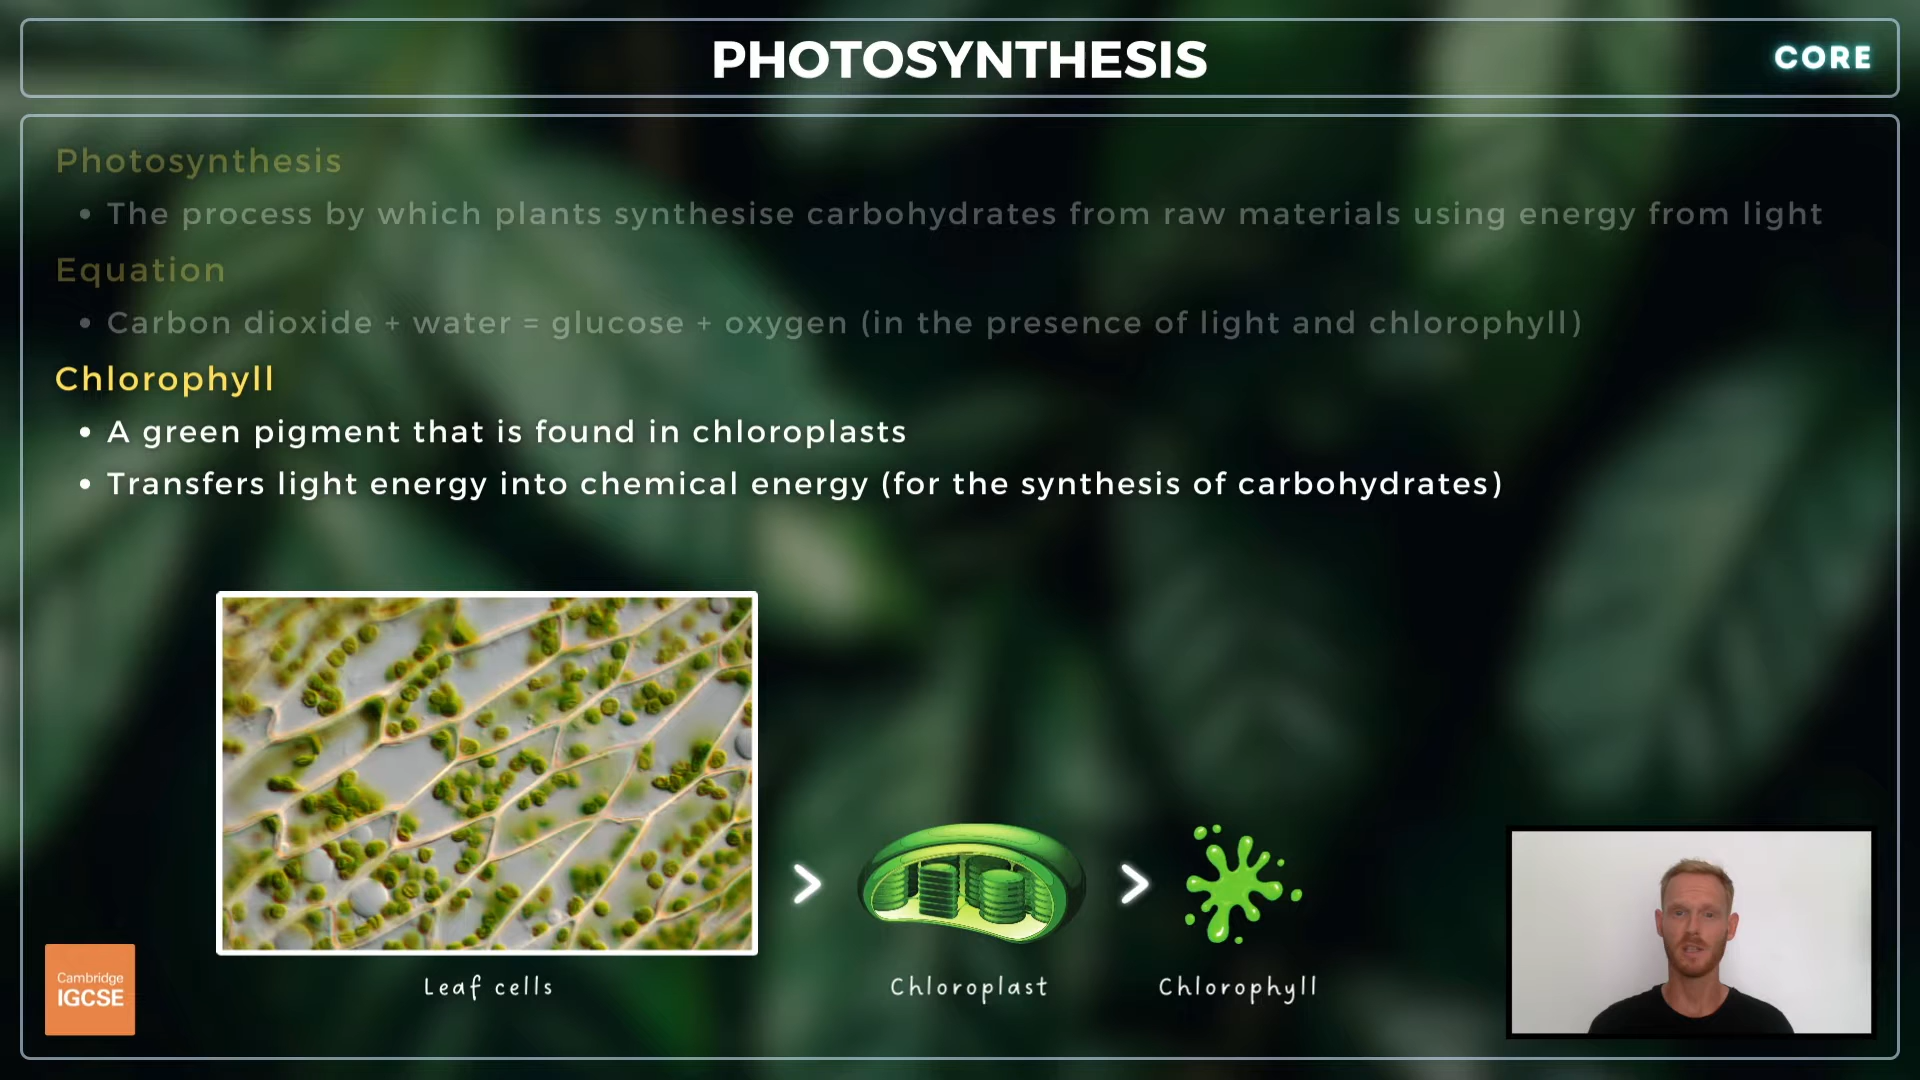 PHOTOSYNTHESIS
CORE
Photosynthesis
• The process by which plants synthesise carbohydrates from raw materials using energy from light
Equation
• Carbon dioxide + water = glucose + oxygen (in the presence of light and chlorophyll)
Chlorophyll
• A green pigment that is found in chloroplasts
• Transfers light energy into chemical energy (for the synthesis of carbohydrates)
Leaf cells
Chloroplast
Chlorophyll
Cambridge
IGCSE